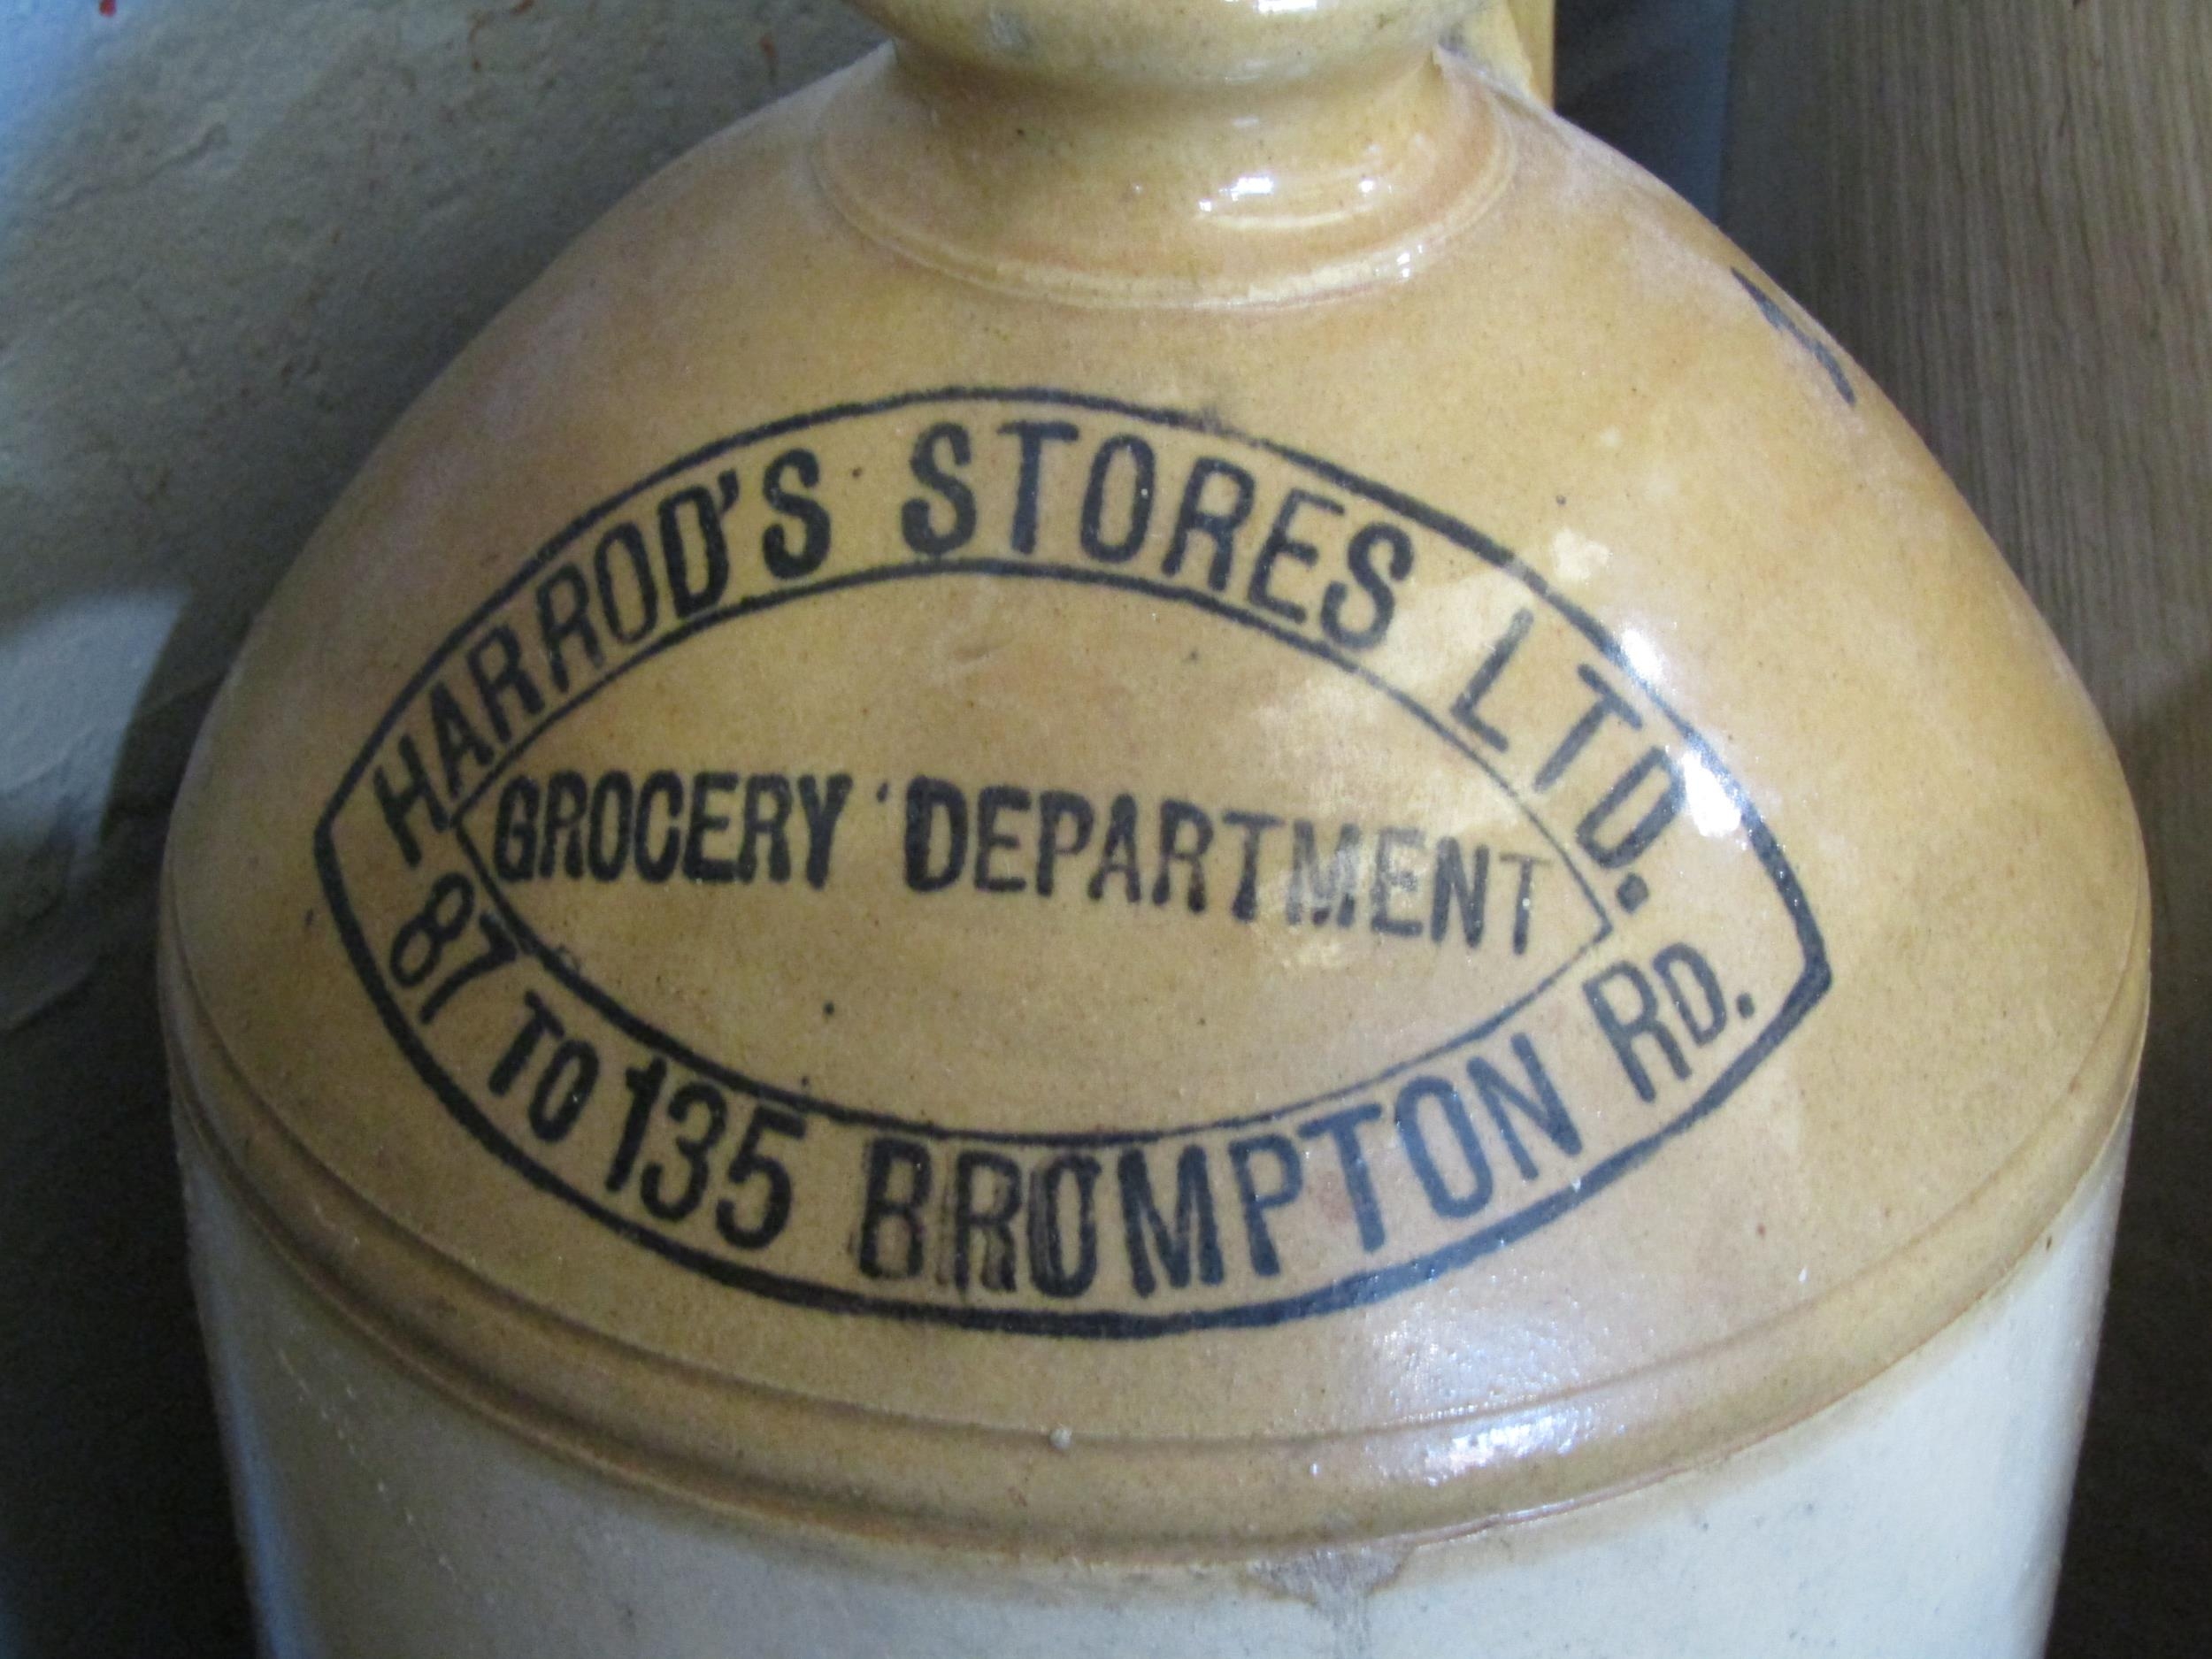 HARROD'S STORES LTD.
GROCERY DEPARTMENT
87 TO 135 BROMPTON RD.